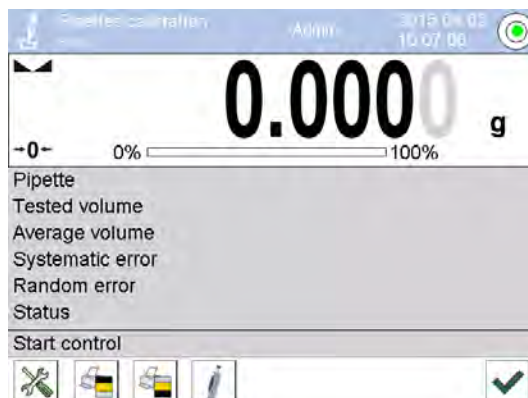 Pipettes calibration
Admin
2015.06.03
10:07:00
0.0000 g
→0← 0% 100%
Pipette
Tested volume
Average volume
Systematic error
Random error
Status
Start control